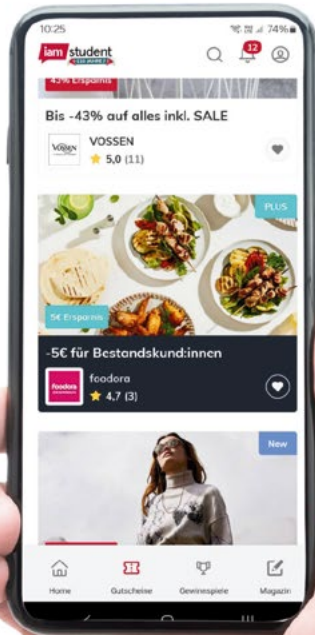 10:25
74%
iam student
12
43% Ersparnis
Bis -43% auf alles inkl. SALE
VOSSEN
VOSSEN
5,0 (11)
PLUS
5€ Ersparnis
-5€ für Bestandskund:innen
foodora
foodora
4,7 (3)
New
Home
Gutscheine
Gewinnspiele
Magazin